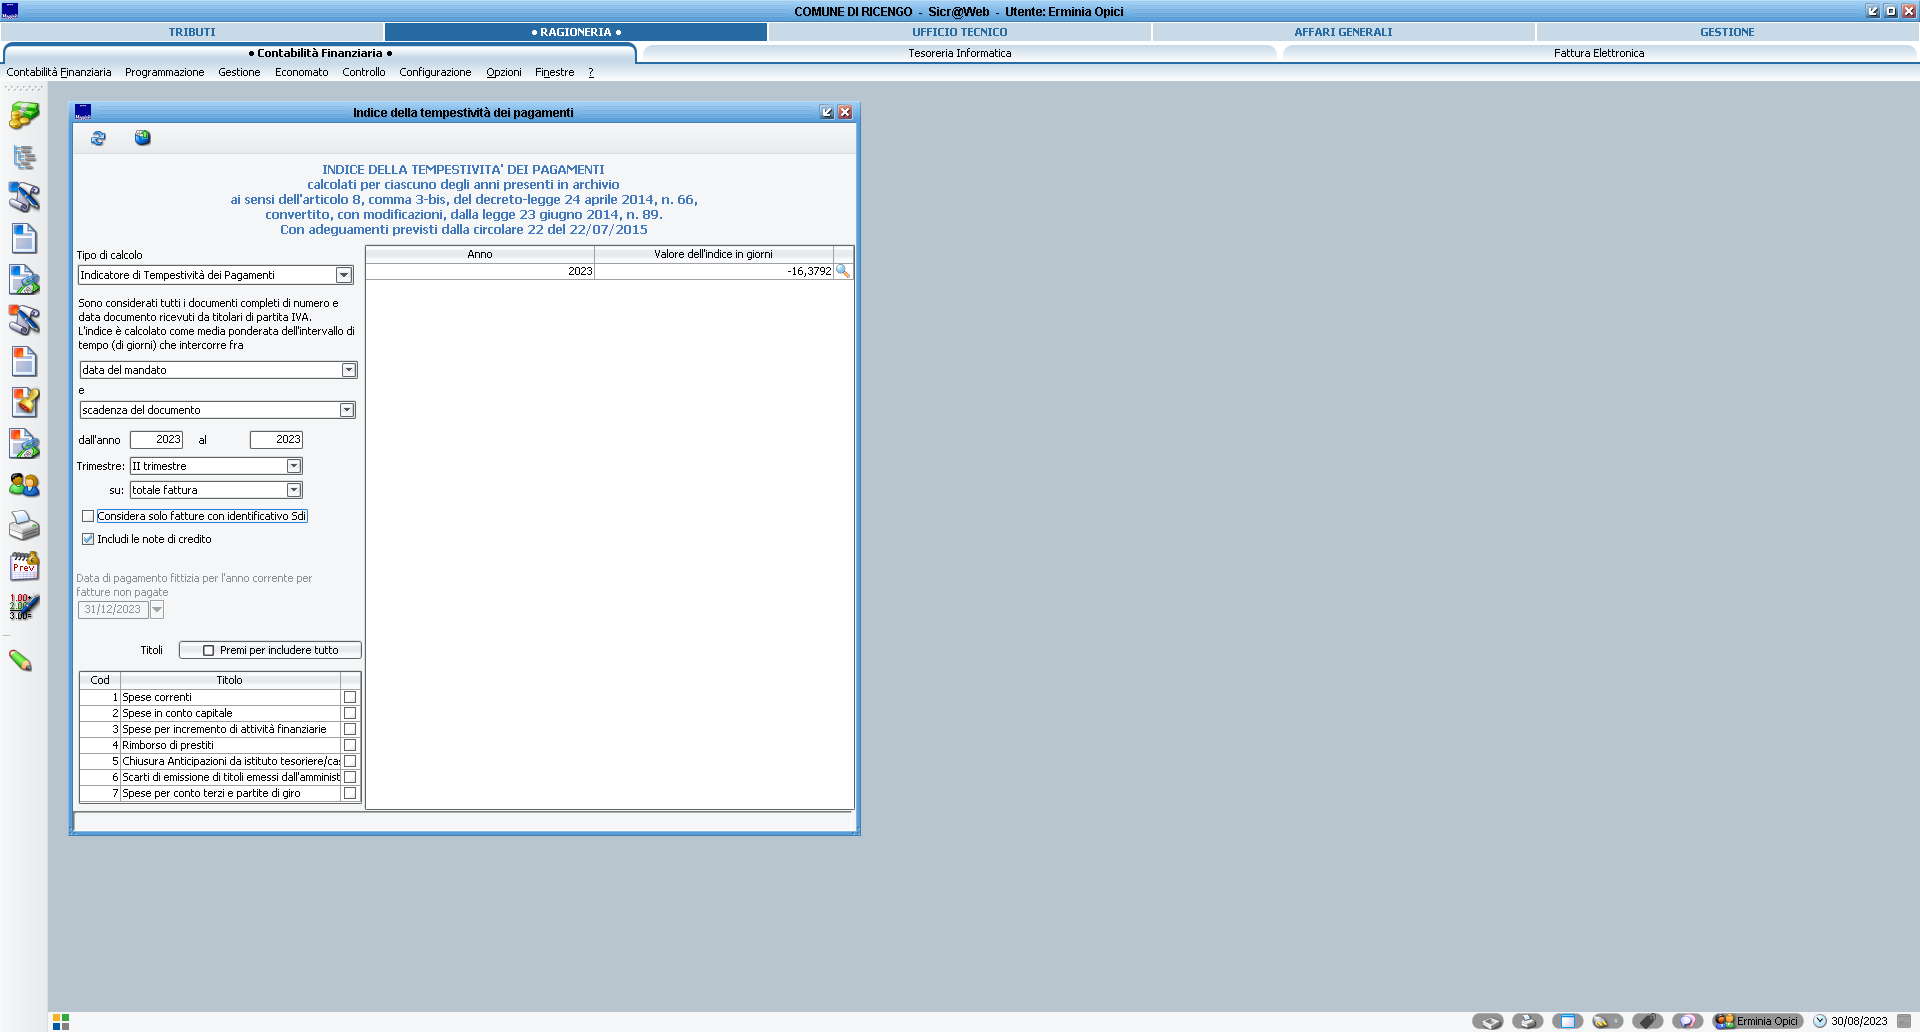 COMUNE DI RICENGO - Sicr@Web - Utente: Erminia Opici
TRIBUTI
● RAGIONERIA ●
UFFICIO TECNICO
AFFARI GENERALI
GESTIONE
● Contabilità Finanziaria ●
Tesoreria Informatica
Fattura Elettronica
Contabilità Finanziaria Programmazione Gestione Economato Controllo Configurazione Opzioni Finestre ?
Indice della tempestività dei pagamenti
INDICE DELLA TEMPESTIVITA' DEI PAGAMENTI
calcolati per ciascuno degli anni presenti in archivio
ai sensi dell'articolo 8, comma 3-bis, del decreto-legge 24 aprile 2014, n. 66,
convertito, con modificazioni, dalla legge 23 giugno 2014, n. 89.
Con adeguamenti previsti dalla circolare 22 del 22/07/2015
Tipo di calcolo
Indicatore di Tempestività dei Pagamenti
Sono considerati tutti i documenti completi di numero e
data documento ricevuti da titolari di partita IVA.
L'indice è calcolato come media ponderata dell'intervallo di
tempo (di giorni) che intercorre fra
data del mandato
e
scadenza del documento
dall'anno 2023 al 2023
Trimestre: II trimestre
su: totale fattura
Considera solo fatture con identificativo Sdi
Includi le note di credito
Data di pagamento fittizia per l'anno corrente per
fatture non pagate
31/12/2023
Titoli Premi per includere tutto
Cod Titolo
1 Spese correnti
2 Spese in conto capitale
3 Spese per incremento di attività finanziarie
4 Rimborso di prestiti
5 Chiusura Anticipazioni da istituto tesoriere/cas
6 Scarti di emissione di titoli emessi dall'amminist
7 Spese per conto terzi e partite di giro
Anno Valore dell'indice in giorni
2023 -16,3792
Prev
1.00+
2.00
3.00=
Erminia Opici
30/08/2023